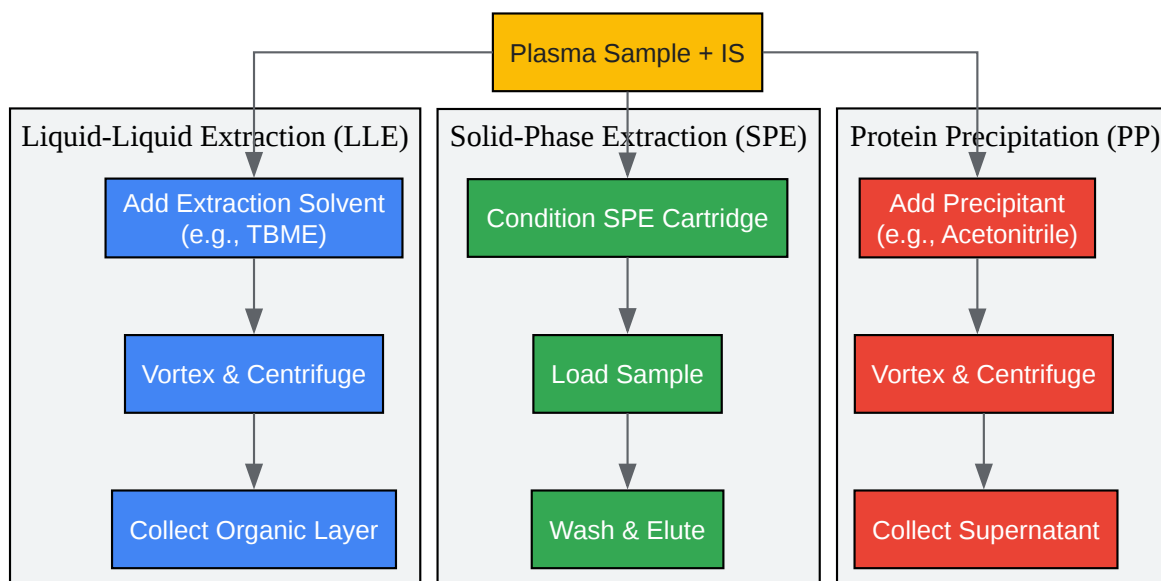 Plasma Sample + IS
Liquid-Liquid Extraction (LLE)
Add Extraction Solvent
(e.g., TBME)
Vortex & Centrifuge
Collect Organic Layer
Solid-Phase Extraction (SPE)
Condition SPE Cartridge
Load Sample
Wash & Elute
Protein Precipitation (PP)
Add Precipitant
(e.g., Acetonitrile)
Vortex & Centrifuge
Collect Supernatant